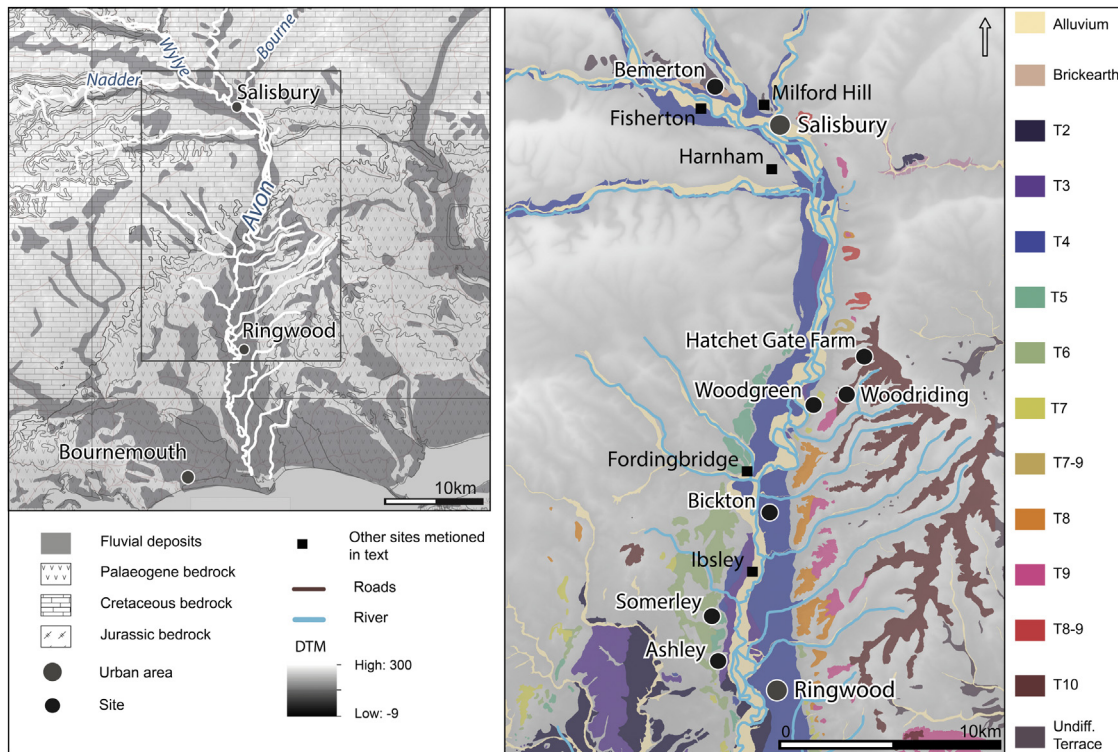 Wylye
Bourne
Nadder
Salisbury
Avon
Ringwood
Bournemouth
10km
Fluvial deposits
Palaeogene bedrock
Cretaceous bedrock
Jurassic bedrock
Urban area
Site
Other sites metioned
in text
Roads
River
DTM
High: 300
Low: -9
Bemerton
Milford Hill
Fisherton
Salisbury
Harnham
Hatchet Gate Farm
Woodgreen
Woodriding
Fordingbridge
Bickton
Ibsley
Somerley
Ashley
Ringwood
0
10km
Alluvium
Brickearth
T2
T3
T4
T5
T6
T7
T7-9
T8
T9
T8-9
T10
Undiff.
Terrace